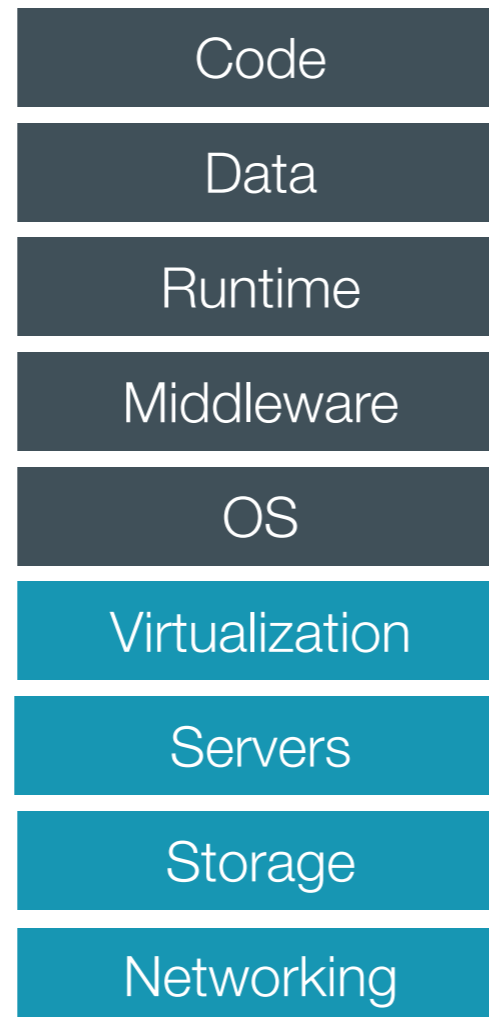 Code
Data
Runtime
Middleware
OS
Virtualization
Servers
Storage
Networking